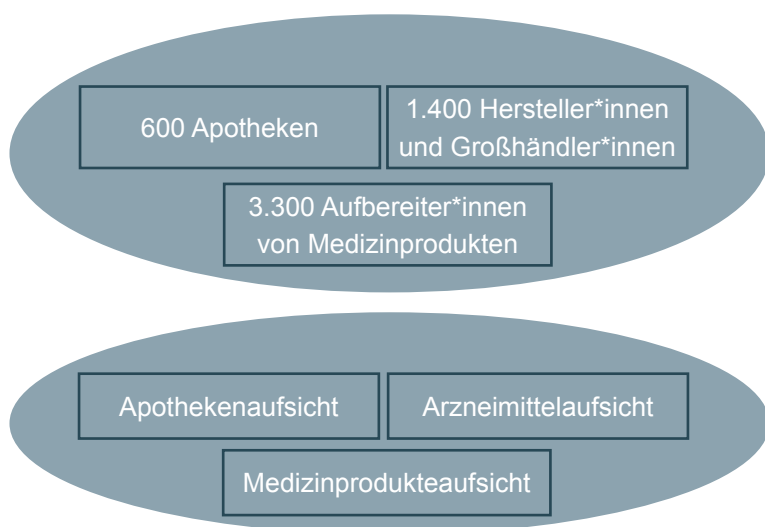 600 Apotheken
1.400 Hersteller*innen
und Großhändler*innen
3.300 Aufbereiter*innen
von Medizinprodukten
Apothekenaufsicht
Arzneimittelaufsicht
Medizinprodukteaufsicht